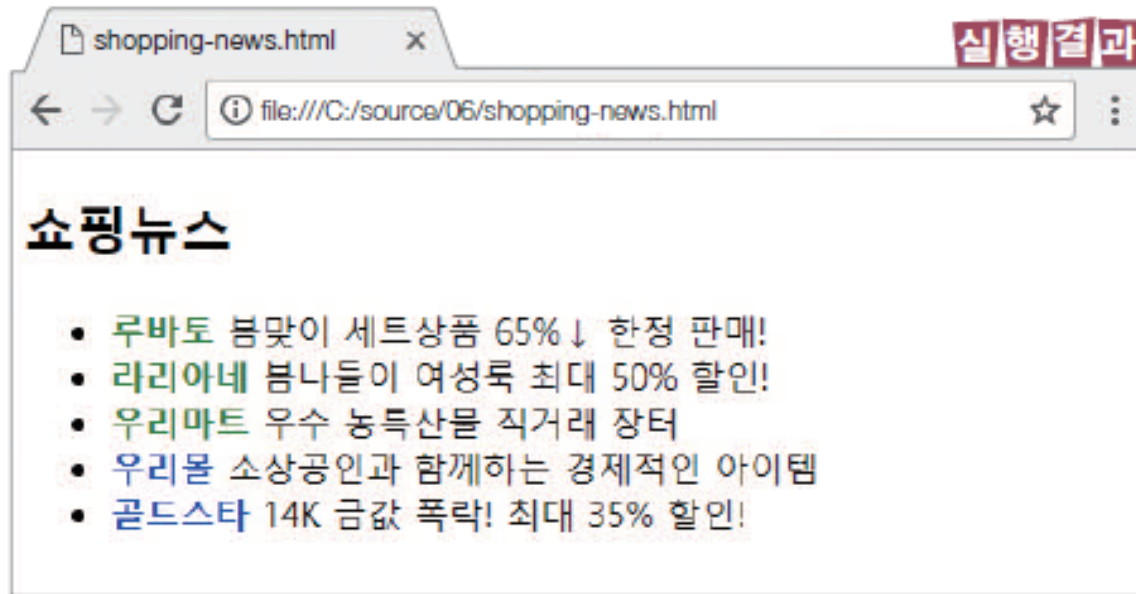 shopping-news.html
실행결과
file:///C:/source/06/shopping-news.html
쇼핑뉴스
루바토 봄맞이 세트상품 65%↓ 한정 판매!
라리아네 봄나들이 여성룩 최대 50% 할인!
우리마트 우수 농특산물 직거래 장터
우리몰 소상공인과 함께하는 경제적인 아이템
골드스타 14K 금값 폭락! 최대 35% 할인!